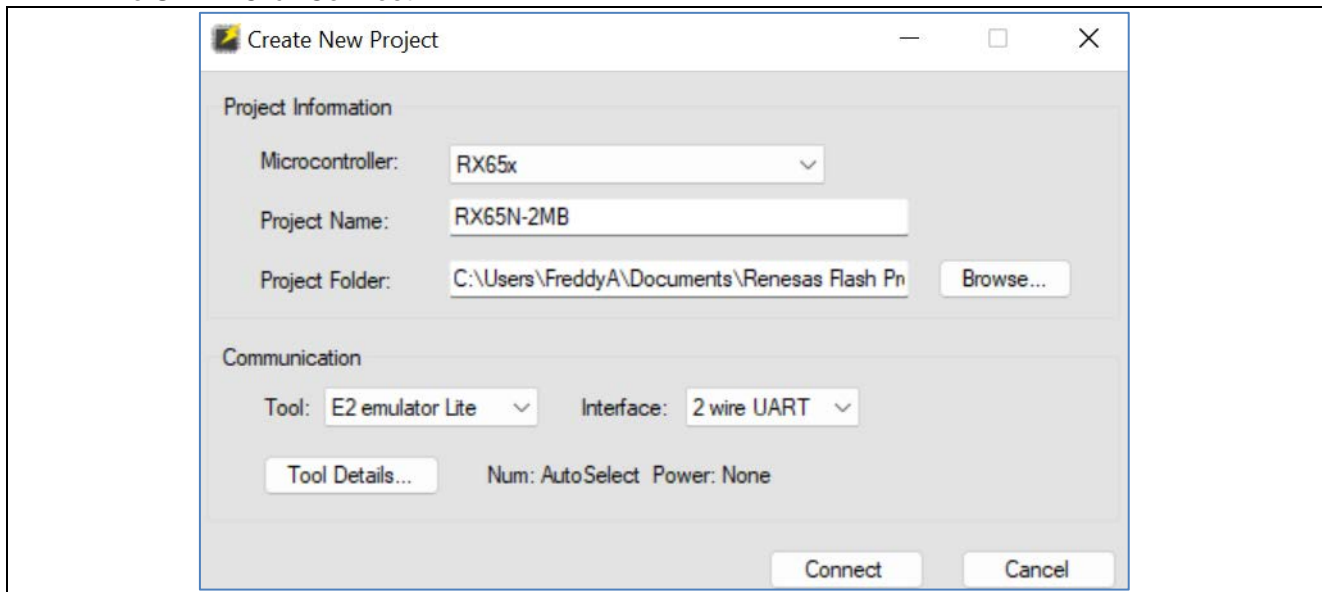 Create New Project
Project Information
Microcontroller: RX65x
Project Name: RX65N-2MB
Project Folder: C:\Users\FreddyA\Documents\Renesas Flash Pr Browse...
Communication
Tool: E2 emulator Lite Interface: 2 wire UART
Tool Details... Num: AutoSelect Power: None
Connect Cancel